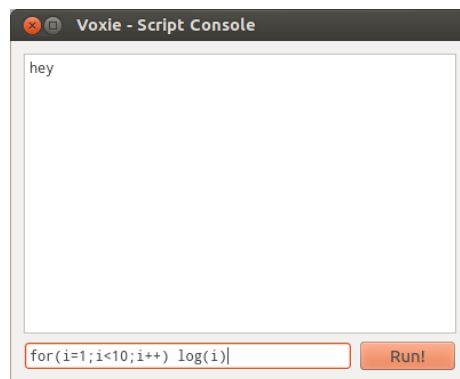 Voxie - Script Console
hey
for(i=1;i<10;i++) log(i)
Run!